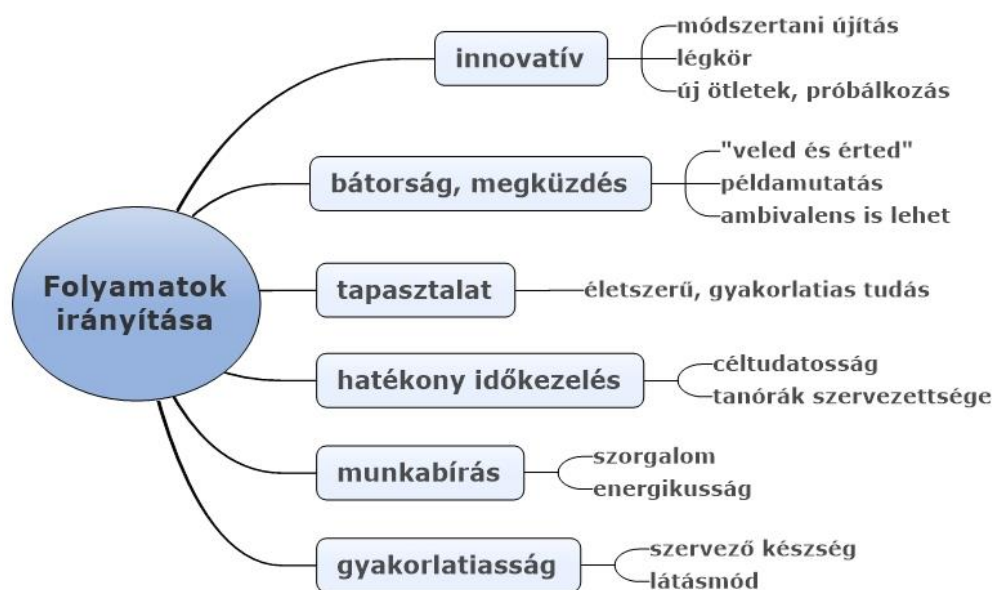 Folyamatok
irányítása
innovatív
módszertani újítás
légkör
új ötletek, próbálkozás
bátorság, megküzdés
"veled és érted"
példamutatás
ambivalens is lehet
tapasztalat
életszerű, gyakorlatias tudás
hatékony időkezelés
céltudatosság
tanórák szervezettsége
munkabírás
szorgalom
energikusság
gyakorlatiasság
szervező készség
látásmód